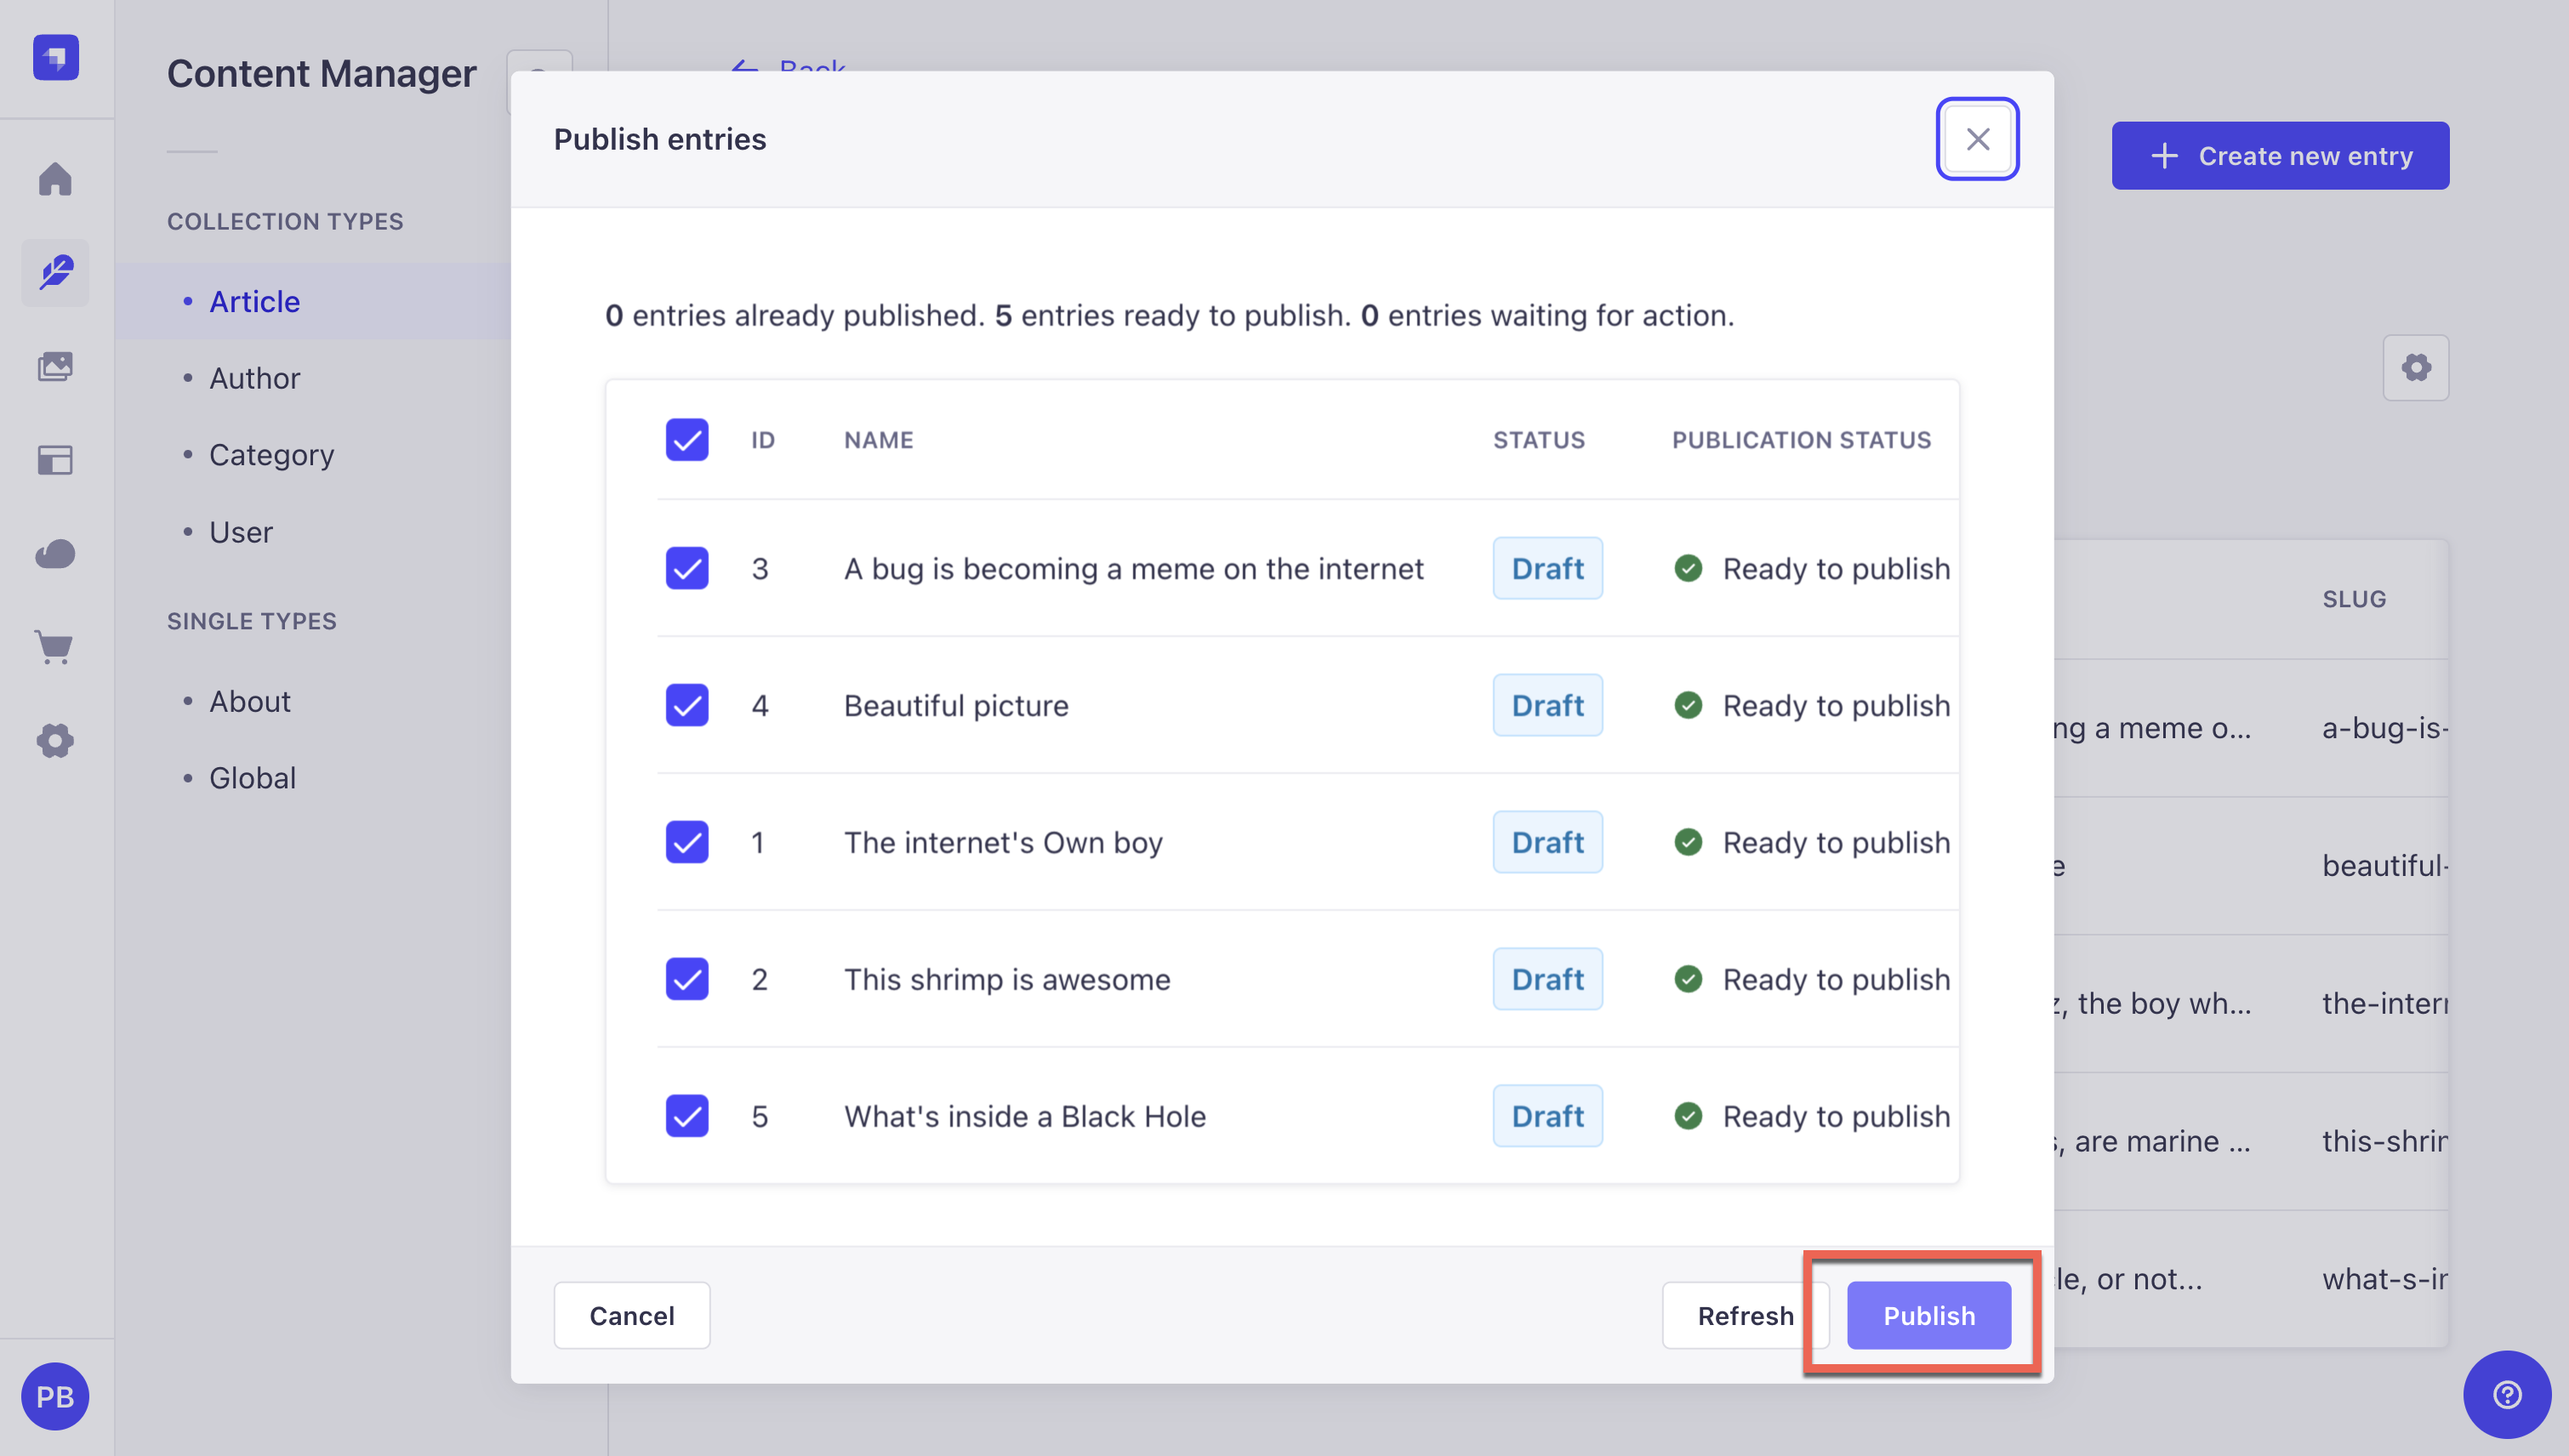 Content Manager
COLLECTION TYPES
Article
Author
Category
User
SINGLE TYPES
About
Global
PB
Back
Create new entry
Publish entries
0 entries already published. 5 entries ready to publish. 0 entries waiting for action.
ID NAME STATUS PUBLICATION STATUS
3 A bug is becoming a meme on the internet Draft Ready to publish
4 Beautiful picture Draft Ready to publish
1 The internet's Own boy Draft Ready to publish
2 This shrimp is awesome Draft Ready to publish
5 What's inside a Black Hole Draft Ready to publish
Cancel Refresh Publish
SLUG
ng a meme o... a-bug-is-
e beautiful-
z, the boy wh... the-intern
s, are marine ... this-shrim
le, or not... what-s-in